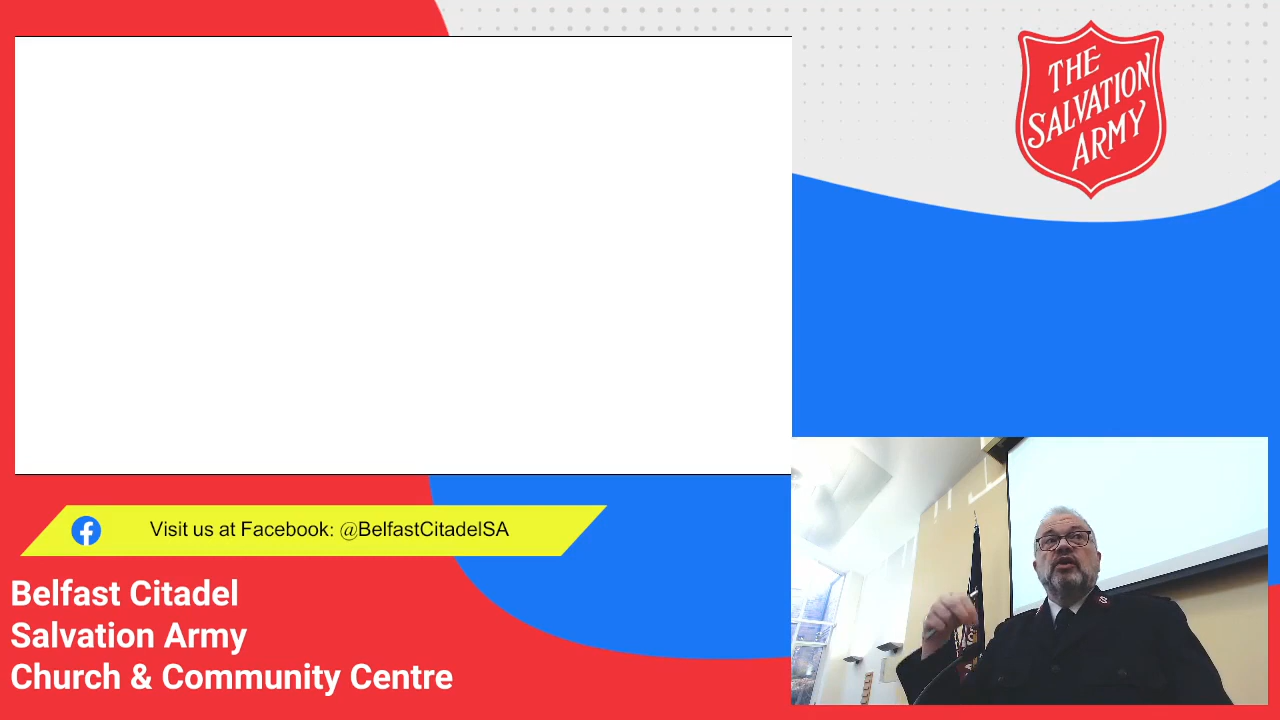 THE
SALVATION
ARMY
Visit us at Facebook: @BelfastCitadelSA
Belfast Citadel
Salvation Army
Church & Community Centre